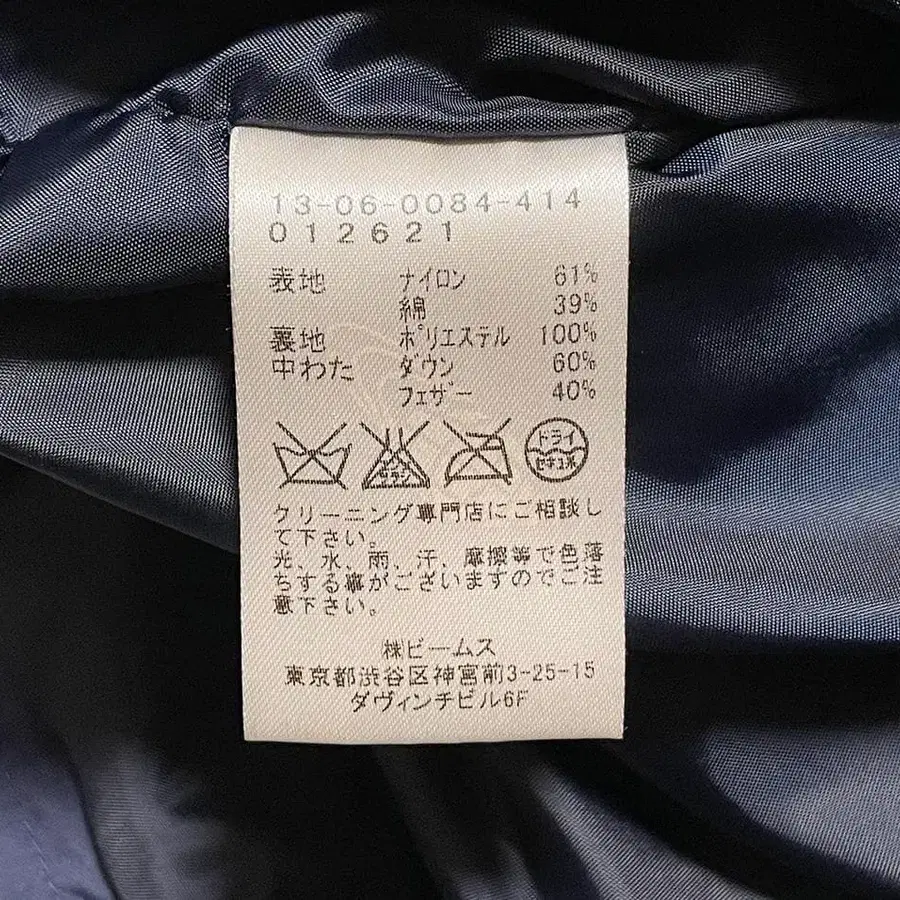 13-06-0084-414
012621
表地 ナイロン 61%
綿 39%
裏地 ポリエステル 100%
中わた ダウン 60%
フェザー 40%
エンソ サラシ ドライ セキユ系
クリーニング専門店にご相談し
て下さい。
光、水、雨、汗、摩擦等で色落
ちする事がございますのでご注
意下さい。
㈱ビームス
東京都渋谷区神宮前3-25-15
ダヴィンチビル6F